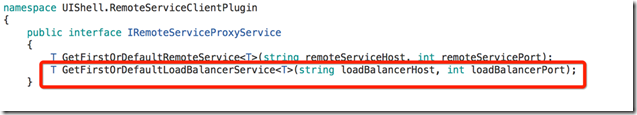 namespace UIShell.RemoteServiceClientPlugin
{
public interface IRemoteServiceProxyService
{
T GetFirstOrDefaultRemoteService<T>(string remoteServiceHost, int remoteServicePort);
T GetFirstOrDefaultLoadBalancerService<T>(string loadBalancerHost, int loadBalancerPort);
}